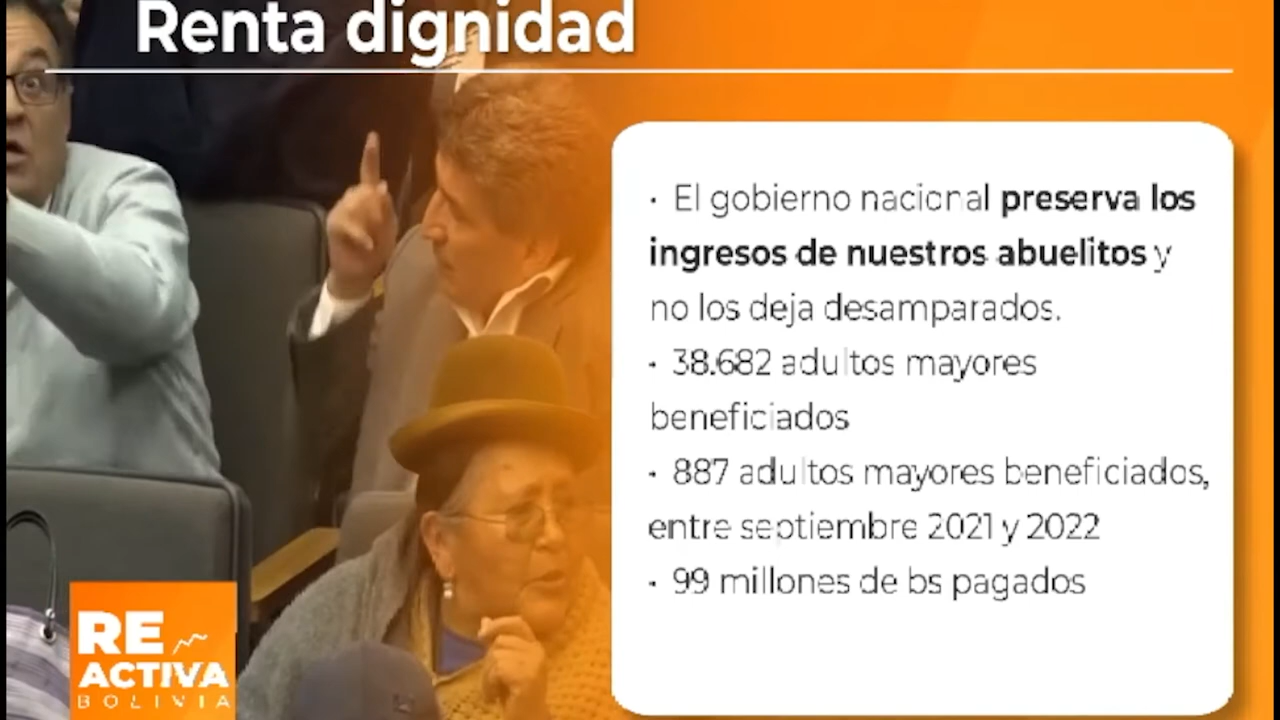 Renta dignidad
· El gobierno nacional preserva los
ingresos de nuestros abuelitos y
no los deja desamparados.
· 38.682 adultos mayores
beneficiados
· 887 adultos mayores beneficiados,
entre septiembre 2021 y 2022
· 99 millones de bs pagados
RE
ACTIVA
BOLIVIA